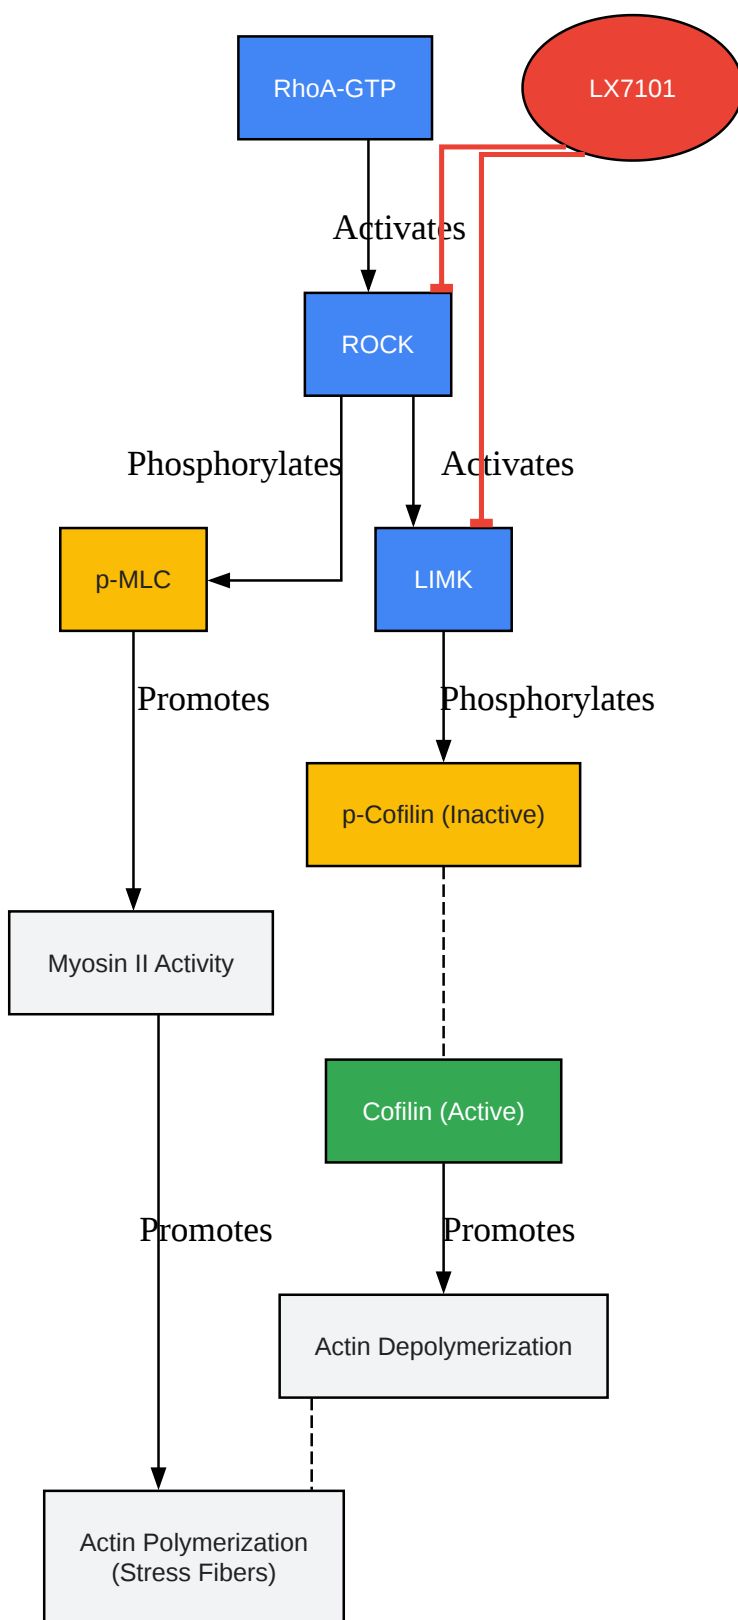 RhoA-GTP
LX7101
Activates
ROCK
Phosphorylates
Activates
p-MLC
LIMK
Promotes
Phosphorylates
p-Cofilin (Inactive)
Myosin II Activity
Cofilin (Active)
Promotes
Promotes
Actin Depolymerization
Actin Polymerization
(Stress Fibers)